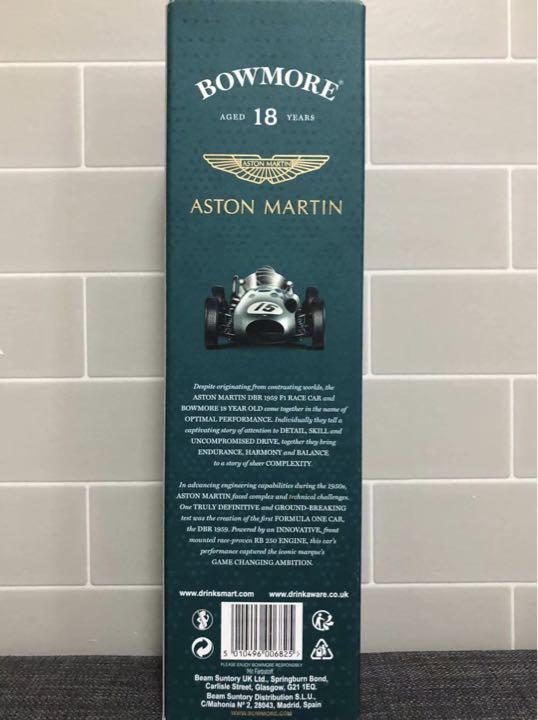 BOWMORE®
AGED 18 YEARS
ASTON MARTIN
ASTON MARTIN
15
Despite originating from contrasting worlds, the
ASTON MARTIN DBR 1959 F1 RACE CAR and
BOWMORE 18 YEAR OLD come together in the name of
OPTIMAL PERFORMANCE. Individually they tell a
captivating story of attention to DETAIL, SKILL and
UNCOMPROMISED DRIVE, together they bring
ENDURANCE, HARMONY and BALANCE
to a story of sheer COMPLEXITY.
In advancing engineering capabilities during the 1950s,
ASTON MARTIN faced complex and technical challenges.
One TRULY DEFINITIVE and GROUND-BREAKING
test was the creation of the first FORMULA ONE CAR,
the DBR 1959. Powered by an INNOVATIVE, front
mounted race-proven RB 250 ENGINE, this car's
performance captured the iconic marque's
GAME CHANGING AMBITION.
www.drinksmart.com www.drinkaware.co.uk
5 010496 006825 >
PLEASE ENJOY BOWMORE RESPONSIBLY
No Farbstoff
Beam Suntory UK Ltd., Springburn Bond,
Carlisle Street, Glasgow, G21 1EQ.
Beam Suntory Distribution S.L.U.,
C/Mahonia Nº 2, 28043, Madrid, Spain
WWW.BOWMORE.COM